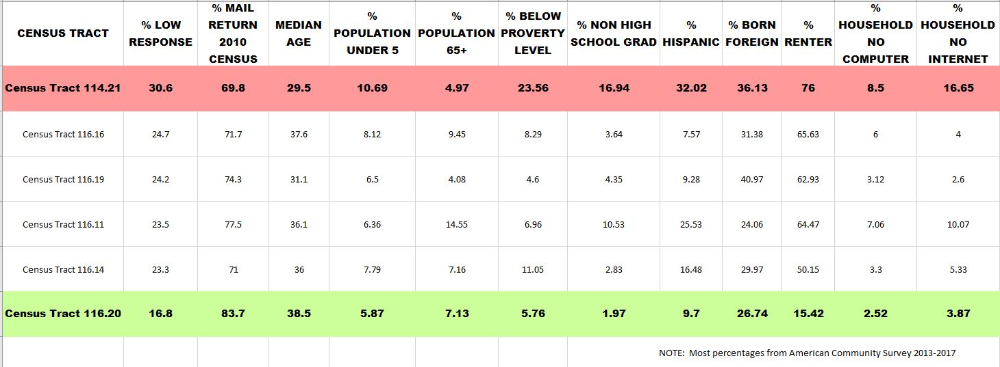 CENSUS TRACT % LOW RESPONSE % MAIL RETURN 2010 CENSUS MEDIAN AGE % POPULATION UNDER 5 % POPULATION 65+ % BELOW PROVERTY LEVEL % NON HIGH SCHOOL GRAD % HISPANIC % BORN FOREIGN % RENTER % HOUSEHOLD NO COMPUTER % HOUSEHOLD NO INTERNET
Census Tract 114.21 30.6 69.8 29.5 10.69 4.97 23.56 16.94 32.02 36.13 76 8.5 16.65
Census Tract 116.16 24.7 71.7 37.6 8.12 9.45 8.29 3.64 7.57 31.38 65.63 6 4
Census Tract 116.19 24.2 74.3 31.1 6.5 4.08 4.6 4.35 9.28 40.97 62.93 3.12 2.6
Census Tract 116.11 23.5 77.5 36.1 6.36 14.55 6.96 10.53 25.53 24.06 64.47 7.06 10.07
Census Tract 116.14 23.3 71 36 7.79 7.16 11.05 2.83 16.48 29.97 50.15 3.3 5.33
Census Tract 116.20 16.8 83.7 38.5 5.87 7.13 5.76 1.97 9.7 26.74 15.42 2.52 3.87
NOTE: Most percentages from American Community Survey 2013-2017